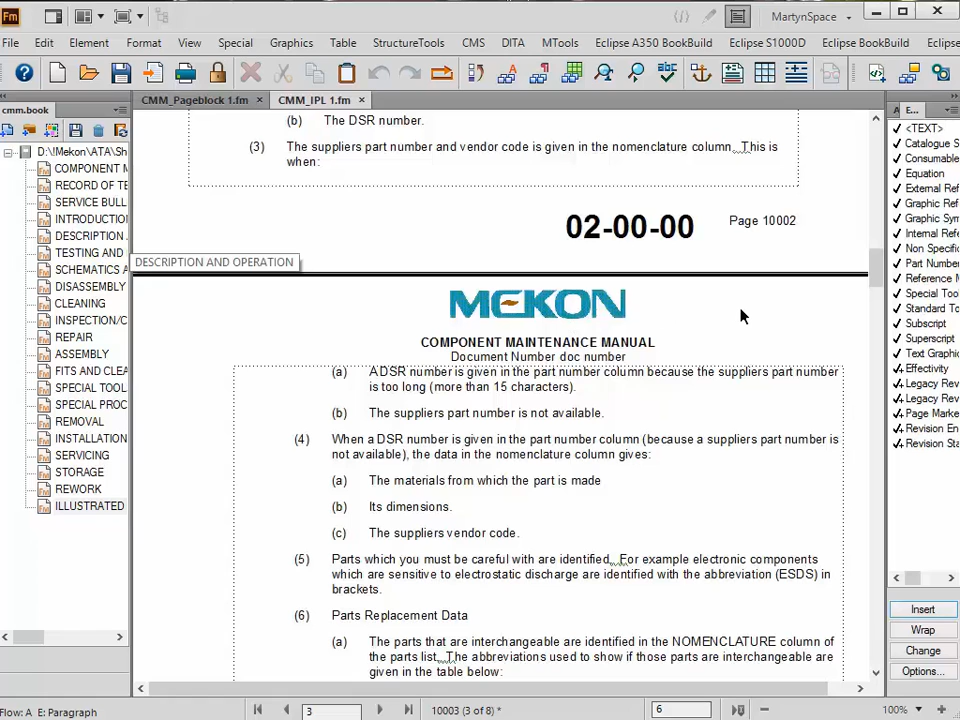 Fm
MartynSpace
File Edit Element Format View Special Graphics Table StructureTools CMS DITA MTools Eclipse A350 BookBuild Eclipse S1000D Eclipse BookBuild Eclipse
cmm.book
CMM_Pageblock 1.fm
CMM_IPL 1.fm
D:\!Mekon\ATA\Sh
COMPONENT M
RECORD OF TE
SERVICE BULL
INTRODUCTIO
DESCRIPTION
TESTING AND
SCHEMATICS A
DISASSEMBLY
CLEANING
INSPECTION/C
REPAIR
ASSEMBLY
FITS AND CLEA
SPECIAL TOOL
SPECIAL PROC
REMOVAL
INSTALLATION
SERVICING
STORAGE
REWORK
ILLUSTRATED
DESCRIPTION AND OPERATION
(b) The DSR number.
(3) The suppliers part number and vendor code is given in the nomenclature column. This is
when:
02-00-00
Page 10002
MEKON
COMPONENT MAINTENANCE MANUAL
Document Number doc number
(a) A DSR number is given in the part number column because the suppliers part number
is too long (more than 15 characters).
(b) The suppliers part number is not available.
(4) When a DSR number is given in the part number column (because a suppliers part number is
not available), the data in the nomenclature column gives:
(a) The materials from which the part is made
(b) Its dimensions.
(c) The suppliers vendor code.
(5) Parts which you must be careful with are identified. For example electronic components
which are sensitive to electrostatic discharge are identified with the abbreviation (ESDS) in
brackets.
(6) Parts Replacement Data
(a) The parts that are interchangeable are identified in the NOMENCLATURE column of
the parts list. The abbreviations used to show if those parts are interchangeable are
given in the table below:
A
E...
<TEXT>
Catalogue S
Consumable
Equation
External Ref
Graphic Ref
Graphic Sym
Internal Refe
Non Specific
Part Number
Reference M
Special Tool
Standard To
Subscript
Superscript
Text Graphic
Effectivity
Legacy Rev
Legacy Revi
Page Marke
Revision En
Revision Sta
Insert
Wrap
Change
Options...
Flow: A E: Paragraph
3
10003 (3 of 8) *
6
100%